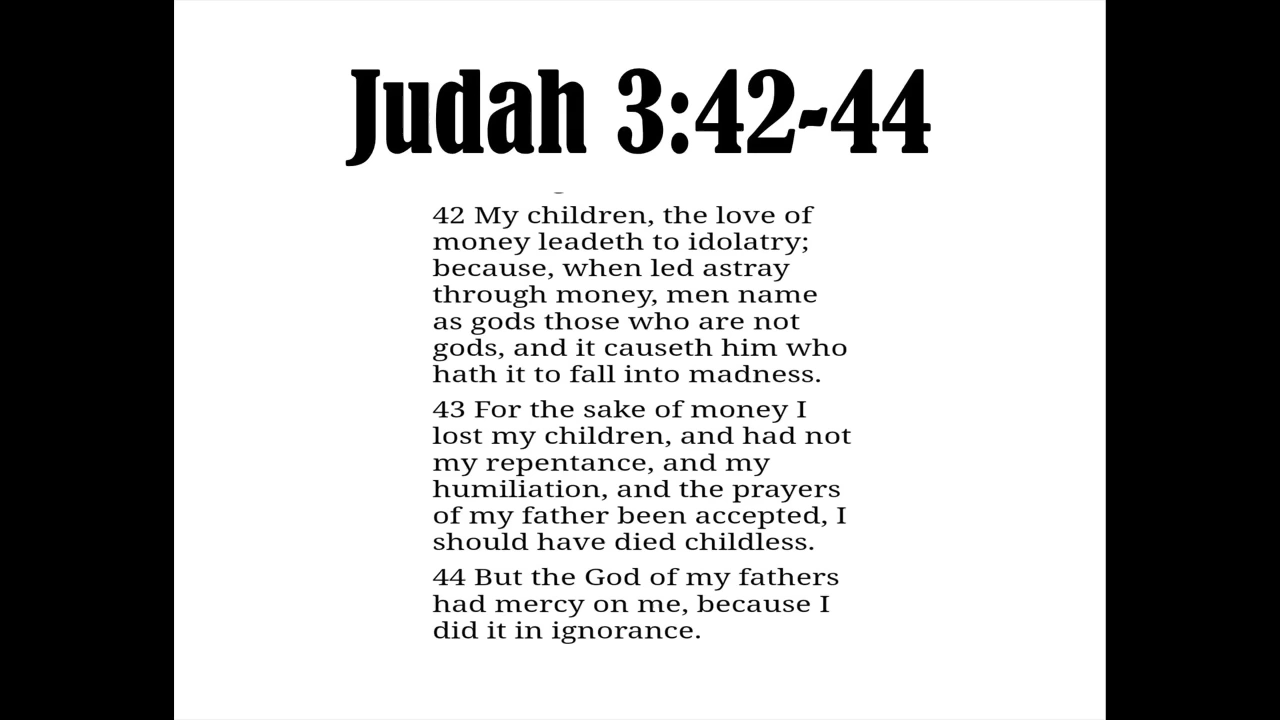 Judah 3:42-44
42 My children, the love of
money leadeth to idolatry;
because, when led astray
through money, men name
as gods those who are not
gods, and it causeth him who
hath it to fall into madness.
43 For the sake of money I
lost my children, and had not
my repentance, and my
humiliation, and the prayers
of my father been accepted, I
should have died childless.
44 But the God of my fathers
had mercy on me, because I
did it in ignorance.